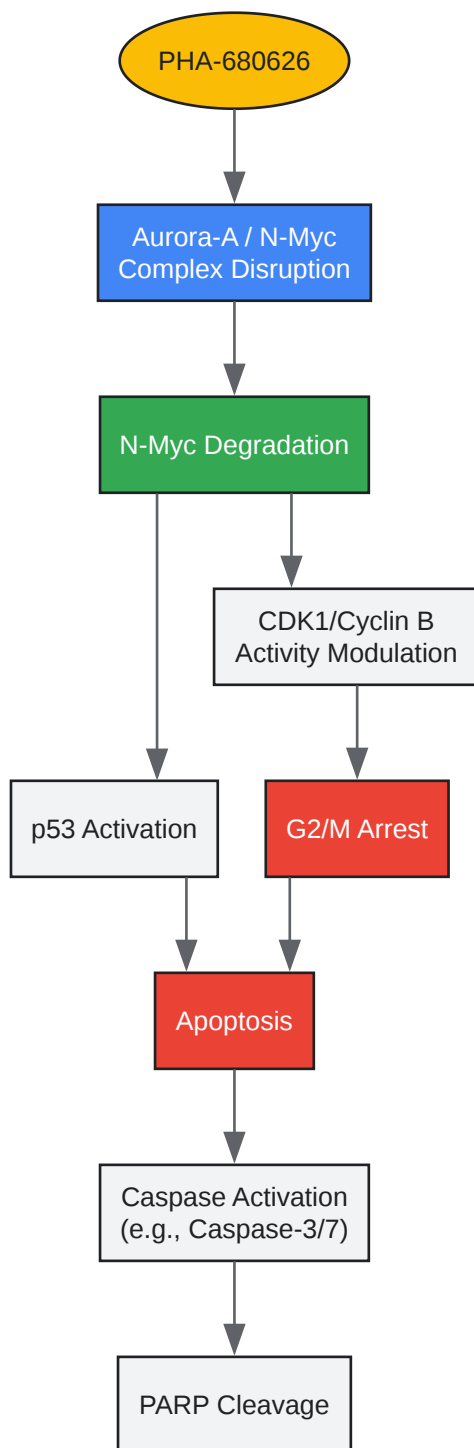 PHA-680626
Aurora-A / N-Myc
Complex Disruption
N-Myc Degradation
CDK1/Cyclin B
Activity Modulation
p53 Activation
G2/M Arrest
Apoptosis
Caspase Activation
(e.g., Caspase-3/7)
PARP Cleavage